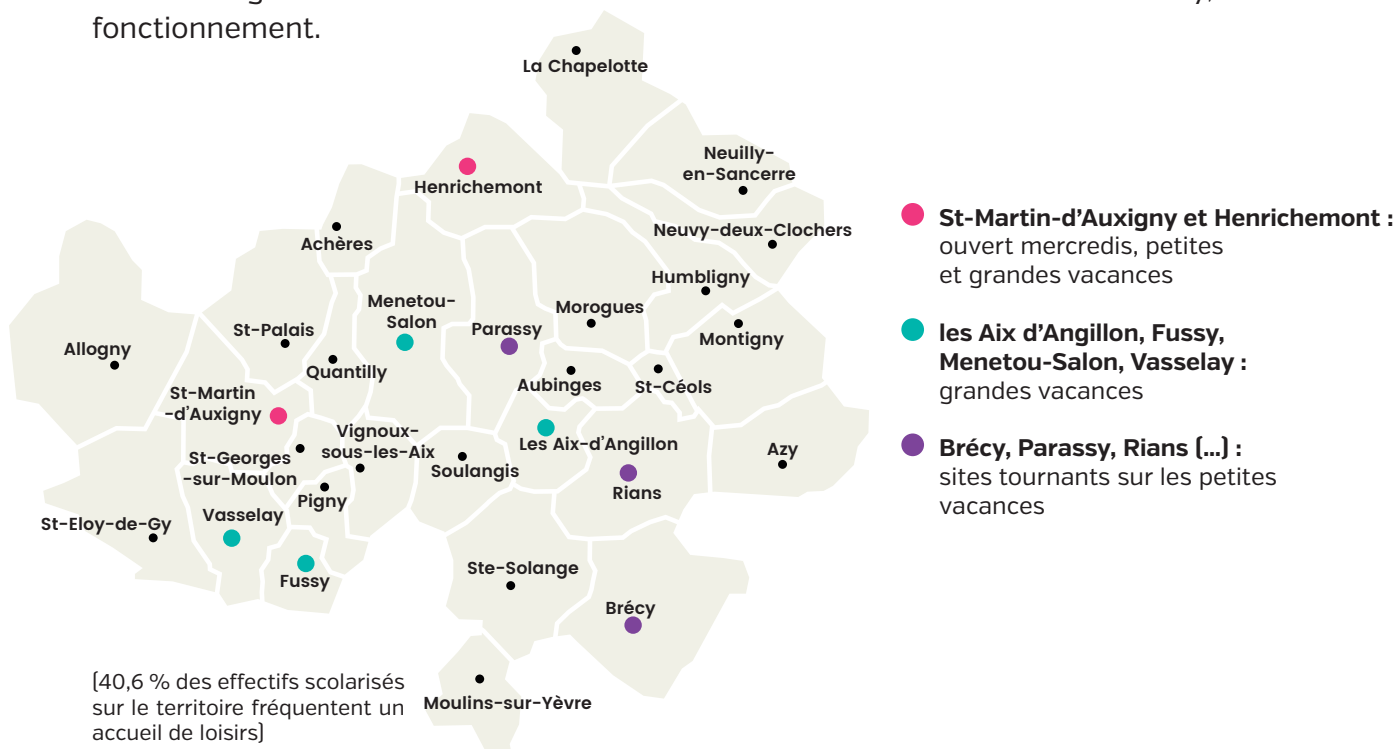 fonctionnement.
La Chapelotte
Neuilly-
en-Sancerre
Henrichemont
Neuvy-deux-Clochers
Achères
Humbligny
Menetou-
Salon
Morogues
St-Palais
Parassy
Montigny
Allogny
Quantilly
Aubinges
St-Céols
St-Martin
-d'Auxigny
Vignoux-
sous-les-Aix
Les Aix-d'Angillon
Azy
St-Georges
-sur-Moulon
Soulangis
Pigny
Rians
St-Eloy-de-Gy
Vasselay
Fussy
Ste-Solange
Brécy
Moulins-sur-Yèvre
(40,6 % des effectifs scolarisés
sur le territoire fréquentent un
accueil de loisirs)
St-Martin-d'Auxigny et Henrichemont :
ouvert mercredis, petites
et grandes vacances
les Aix d'Angillon, Fussy,
Menetou-Salon, Vasselay :
grandes vacances
Brécy, Parassy, Rians (...) :
sites tournants sur les petites
vacances